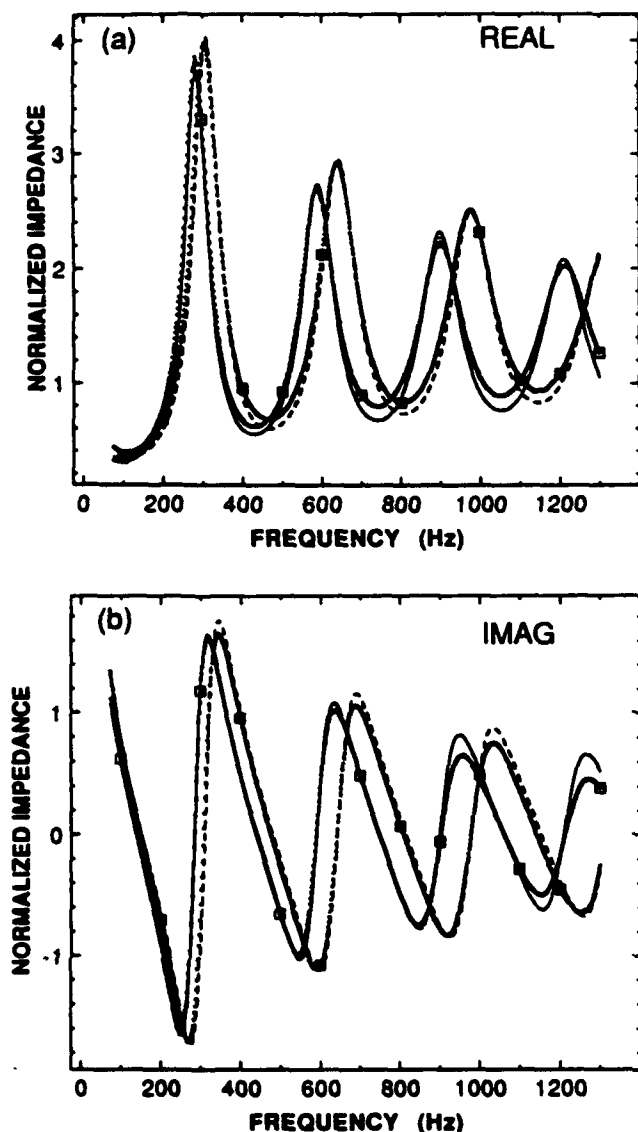 (a)
REAL
NORMALIZED IMPEDANCE
4
3
2
1
0 200 400 600 800 1000 1200
FREQUENCY (Hz)
(b)
IMAG
NORMALIZED IMPEDANCE
1
0
-1
0 200 400 600 800 1000 1200
FREQUENCY (Hz)